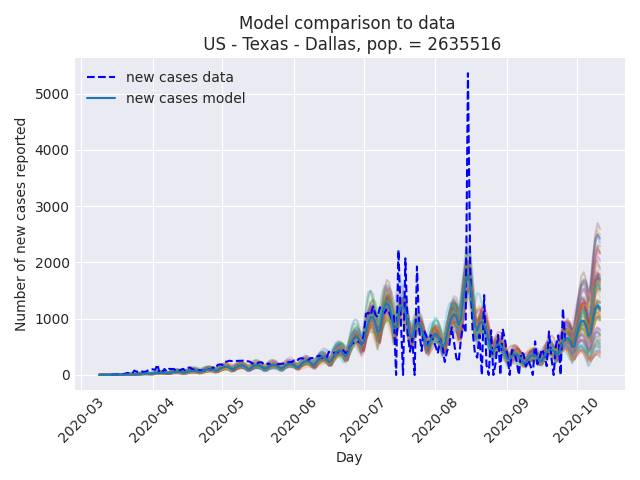 Model comparison to data
US - Texas - Dallas, pop. = 2635516
new cases data
new cases model
Number of new cases reported
5000
4000
3000
2000
1000
0
2020-03
2020-04
2020-05
2020-06
2020-07
2020-08
2020-09
2020-10
Day